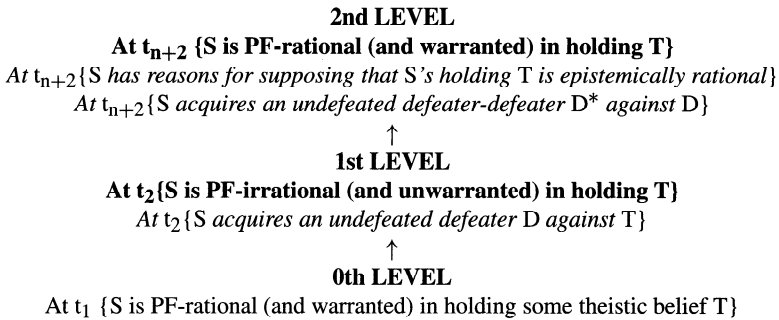 2nd LEVEL
At tn+2 {S is PF-rational (and warranted) in holding T}
At tn+2{S has reasons for supposing that S's holding T is epistemically rational}
At tn+2{S acquires an undefeated defeater-defeater D* against D}
↑
1st LEVEL
At t2{S is PF-irrational (and unwarranted) in holding T}
At t2{S acquires an undefeated defeater D against T}
↑
0th LEVEL
At t1 {S is PF-rational (and warranted) in holding some theistic belief T}